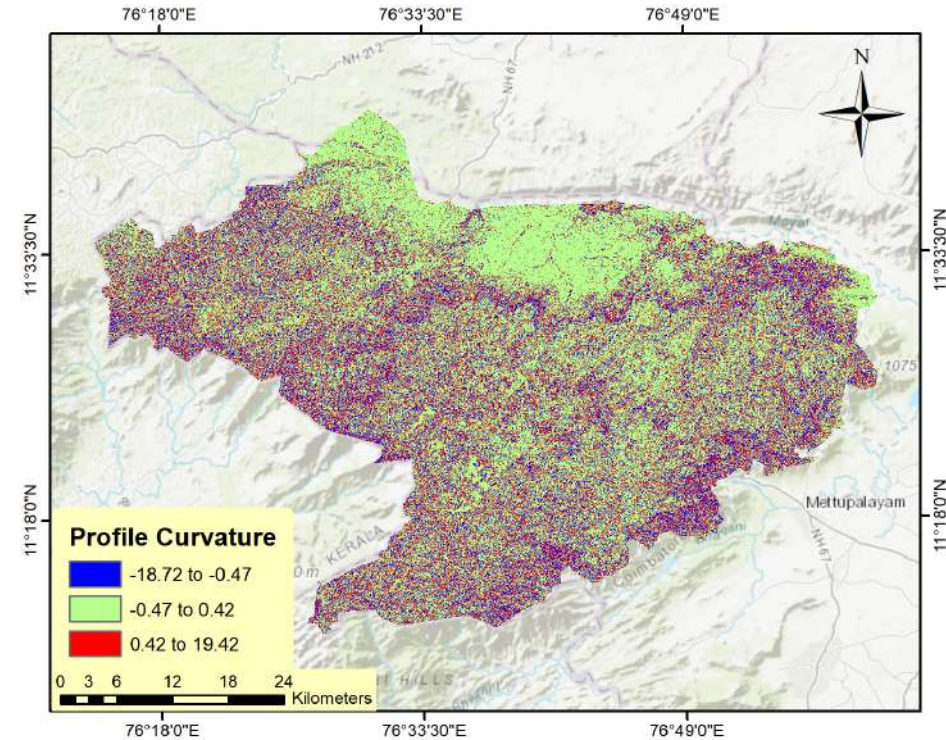 76°18'0"E 76°33'30"E 76°49'0"E
NH 212
NH 67
N
Moyar
11°33'30"N
11°33'30"N
1075
Mettupalayam
11°18'0"N
11°18'0"N
KERALA
NH 67
Profile Curvature
-18.72 to -0.47
-0.47 to 0.42
0.42 to 19.42
0 3 6 12 18 24
Kilometers
HILLS
76°18'0"E 76°33'30"E 76°49'0"E